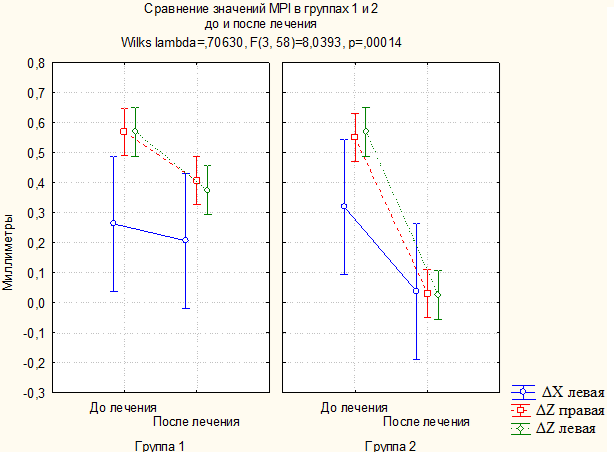 Сравнение значений MPI в группах 1 и 2
до и после лечения
Wilks lambda=,70630, F(3, 58)=8,0393, p=,00014
Миллиметры
0,8
0,7
0,6
0,5
0,4
0,3
0,2
0,1
0,0
-0,1
-0,2
-0,3
До лечения
После лечения
Группа 1
До лечения
После лечения
Группа 2
ΔX левая
ΔZ правая
ΔZ левая